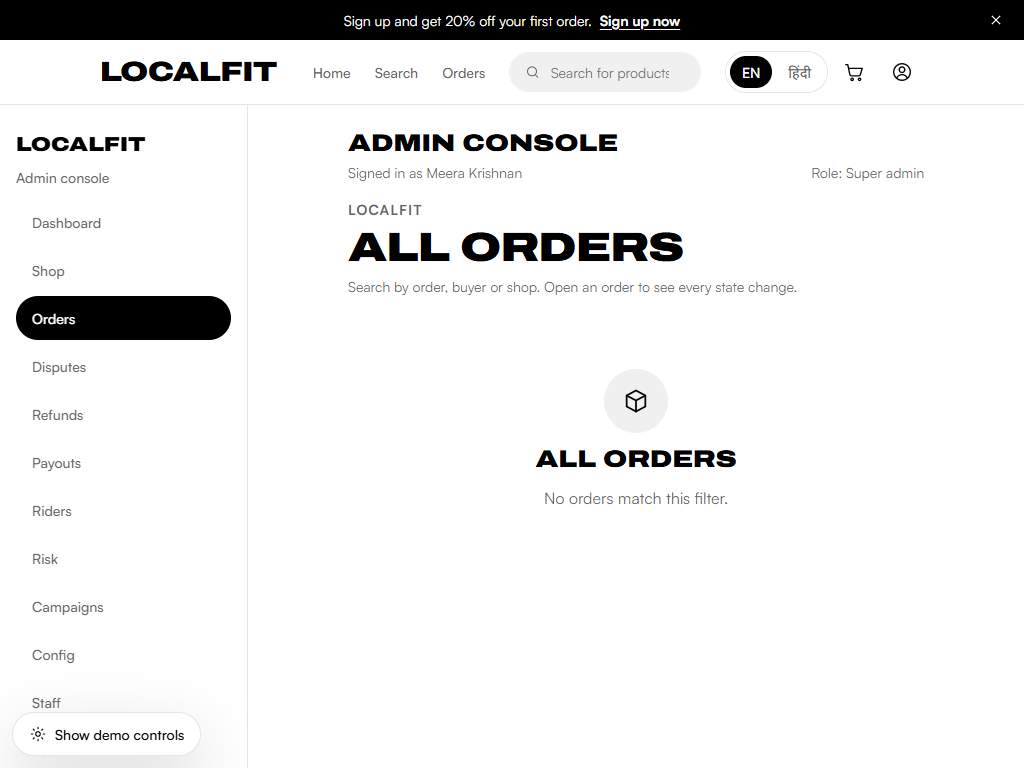 Sign up and get 20% off your first order. Sign up now
LOCALFIT
Home
Search
Orders
Search for products
EN
हिंदी
LOCALFIT
Admin console
Dashboard
Shop
Orders
Disputes
Refunds
Payouts
Riders
Risk
Campaigns
Config
Staff
Show demo controls
ADMIN CONSOLE
Signed in as Meera Krishnan
Role: Super admin
LOCALFIT
ALL ORDERS
Search by order, buyer or shop. Open an order to see every state change.
ALL ORDERS
No orders match this filter.